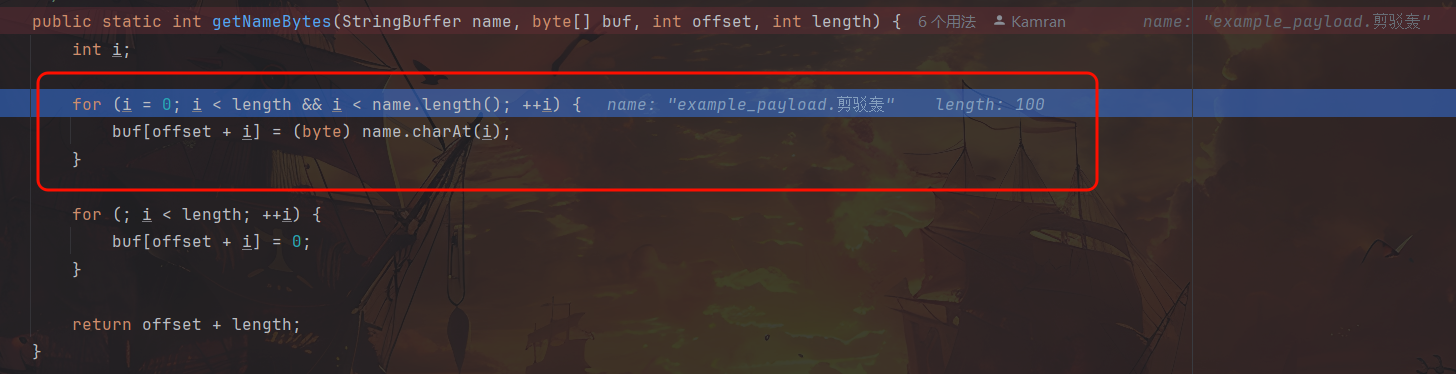 public static int getNameBytes(StringBuffer name, byte[] buf, int offset, int length) { 6 个用法 Kamran name: "example_payload.剪驳轰"
int i;
for (i = 0; i < length && i < name.length(); ++i) { name: "example_payload.剪驳轰" length: 100
buf[offset + i] = (byte) name.charAt(i);
}
for (; i < length; ++i) {
buf[offset + i] = 0;
}
return offset + length;
}